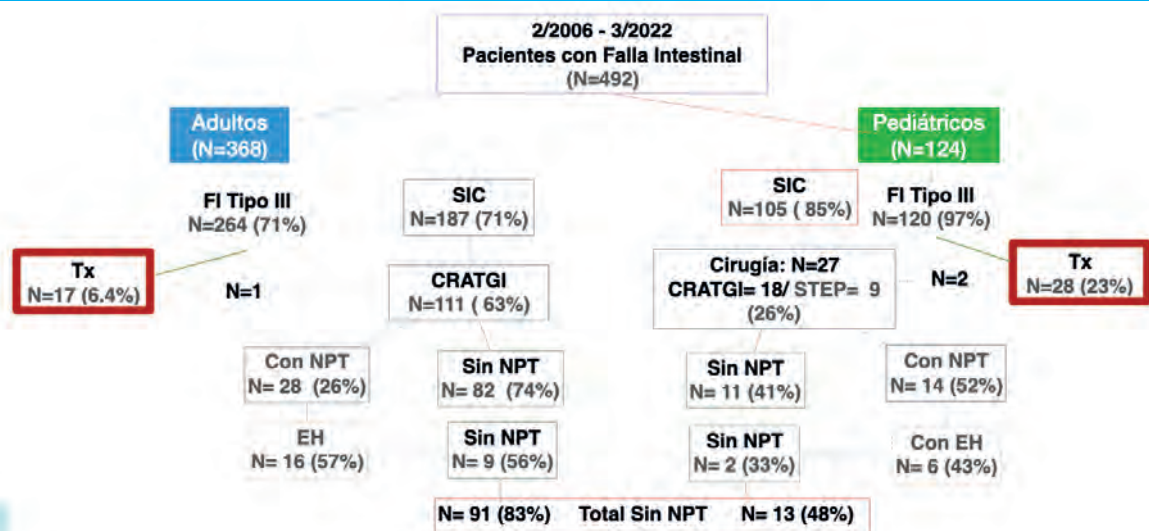 2/2006 - 3/2022
Pacientes con Falla Intestinal
(N=492)
Adultos
(N=368)
Pediátricos
(N=124)
FI Tipo III
N=264 (71%)
SIC
N=187 (71%)
SIC
N=105 ( 85%)
FI Tipo III
N=120 (97%)
Tx
N=17 (6.4%)
N=1
CRATGI
N=111 ( 63%)
Cirugía: N=27
CRATGI= 18/ STEP= 9
(26%)
N=2
Tx
N=28 (23%)
Con NPT
N= 28 (26%)
Sin NPT
N= 82 (74%)
Sin NPT
N= 11 (41%)
Con NPT
N= 14 (52%)
EH
N= 16 (57%)
Sin NPT
N= 9 (56%)
Sin NPT
N= 2 (33%)
Con EH
N= 6 (43%)
N= 91 (83%) Total Sin NPT N= 13 (48%)